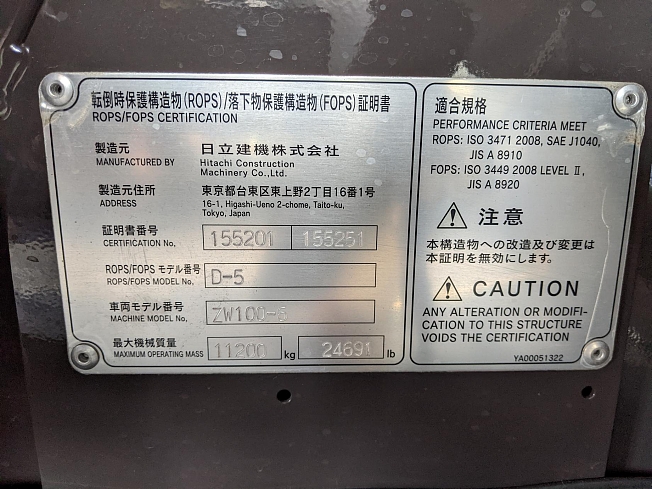 転倒時保護構造物(ROPS)/落下物保護構造物(FOPS)証明書
ROPS/FOPS CERTIFICATION
製造元 日立建機株式会社
MANUFACTURED BY Hitachi Construction
Machinery Co.,Ltd.
製造元住所 東京都台東区東上野2丁目16番1号
ADDRESS 16-1, Higashi-Ueno 2-chome, Taito-ku,
Tokyo, Japan
証明書番号
CERTIFICATION No. 155201 155251
ROPS/FOPS モデル番号
ROPS/FOPS MODEL No. D-5
車両モデル番号
MACHINE MODEL No. ZW100-6
最大機械質量
MAXIMUM OPERATING MASS 11200 kg 24691 lb
適合規格
PERFORMANCE CRITERIA MEET
ROPS: ISO 3471 2008, SAE J1040,
JIS A 8910
FOPS: ISO 3449 2008 LEVEL Ⅱ,
JIS A 8920
注意
本構造物への改造及び変更は
本証明を無効にします。
CAUTION
ANY ALTERATION OR MODIFI-
CATION TO THIS STRUCTURE
VOIDS THE CERTIFICATION
YA00051322